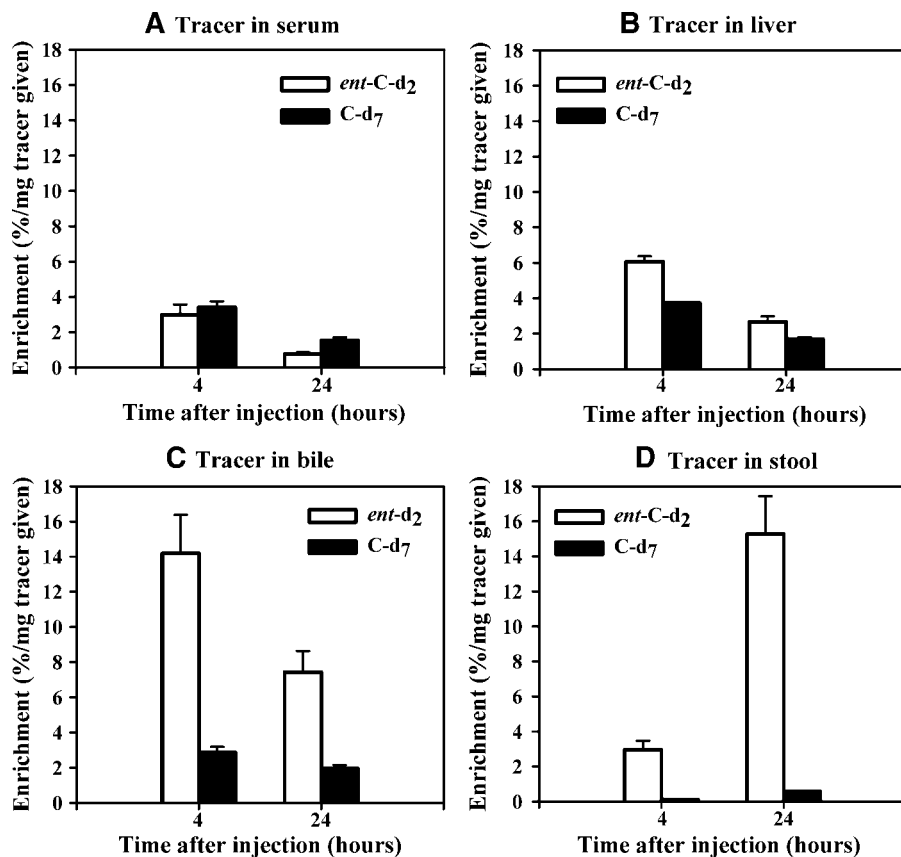 A Tracer in serum
Enrichment (%/mg tracer given)
18
16
14
12
10
8
6
4
2
0
ent-C-d2
C-d7
4 24
Time after injection (hours)
B Tracer in liver
Enrichment (%/mg tracer given)
18
16
14
12
10
8
6
4
2
0
ent-C-d2
C-d7
4 24
Time after injection (hours)
C Tracer in bile
Enrichment (%/mg tracer given)
18
16
14
12
10
8
6
4
2
0
ent-d2
C-d7
4 24
Time after injection (hours)
D Tracer in stool
Enrichment (%/mg tracer given)
18
16
14
12
10
8
6
4
2
0
ent-C-d2
C-d7
4 24
Time after injection (hours)